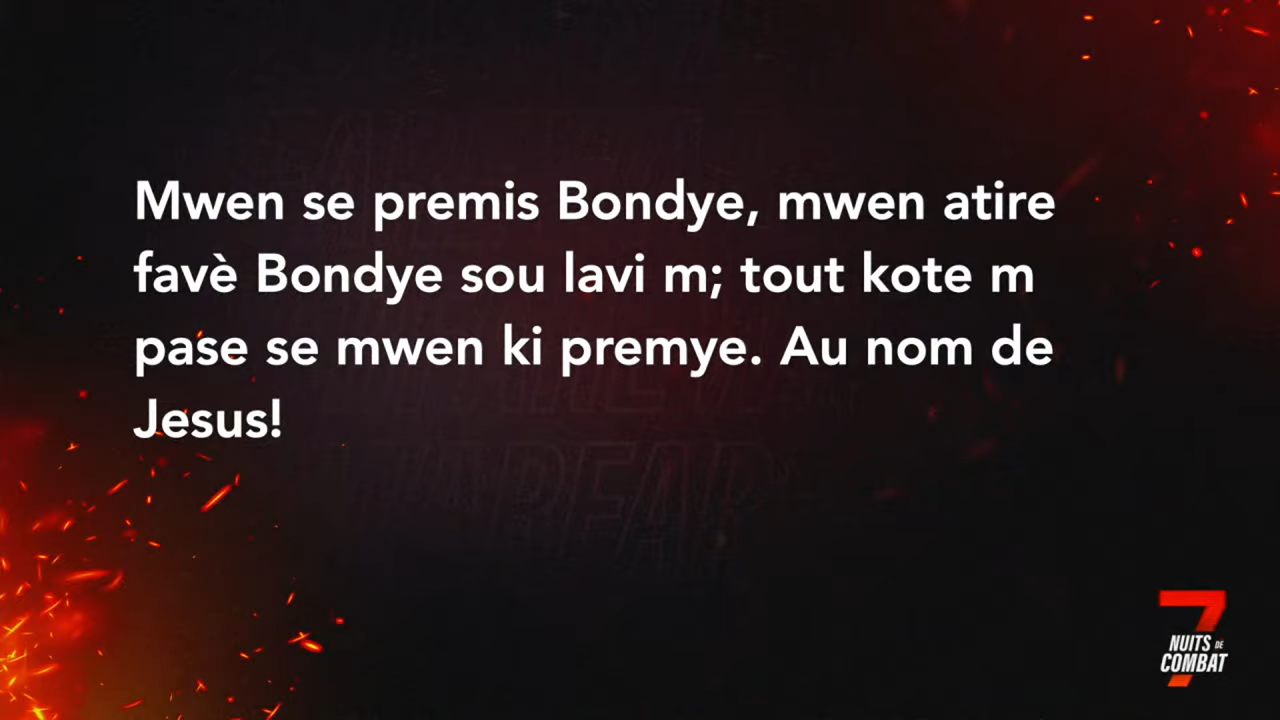 Mwen se premis Bondye, mwen atire
favè Bondye sou lavi m; tout kote m
pase se mwen ki premye. Au nom de
Jesus!
7
NUITS DE
COMBAT